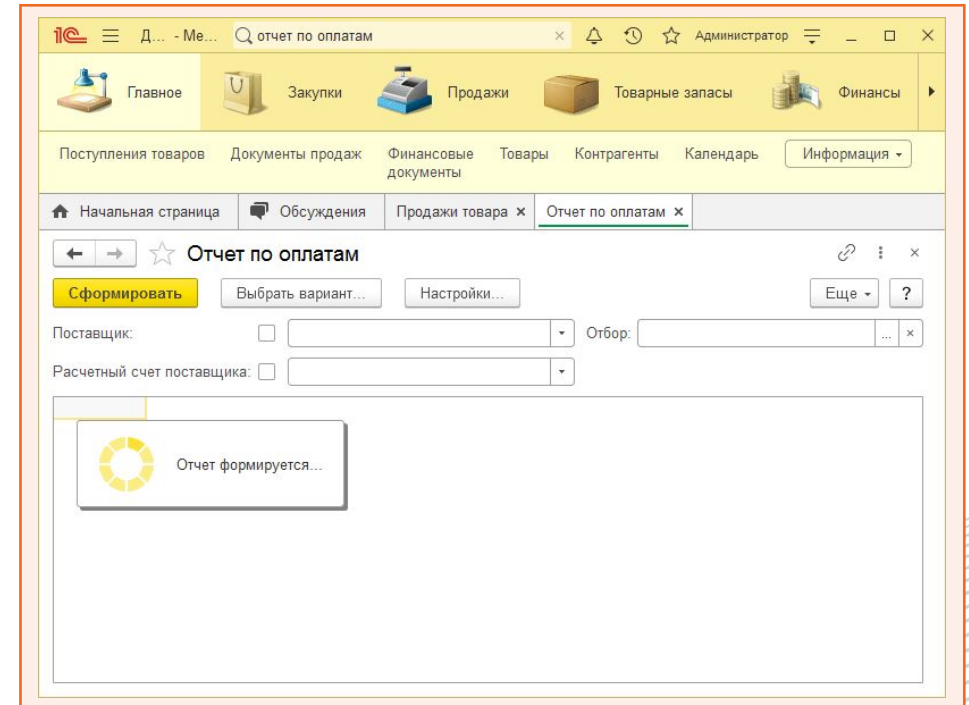 1С Д... - Ме... отчет по оплатам Администратор
Главное Закупки Продажи Товарные запасы Финансы
Поступления товаров Документы продаж Финансовые документы Товары Контрагенты Календарь Информация
Начальная страница Обсуждения Продажи товара × Отчет по оплатам ×
Отчет по оплатам
Сформировать Выбрать вариант... Настройки... Еще ?
Поставщик: Отбор: ... ×
Расчетный счет поставщика:
Отчет формируется...